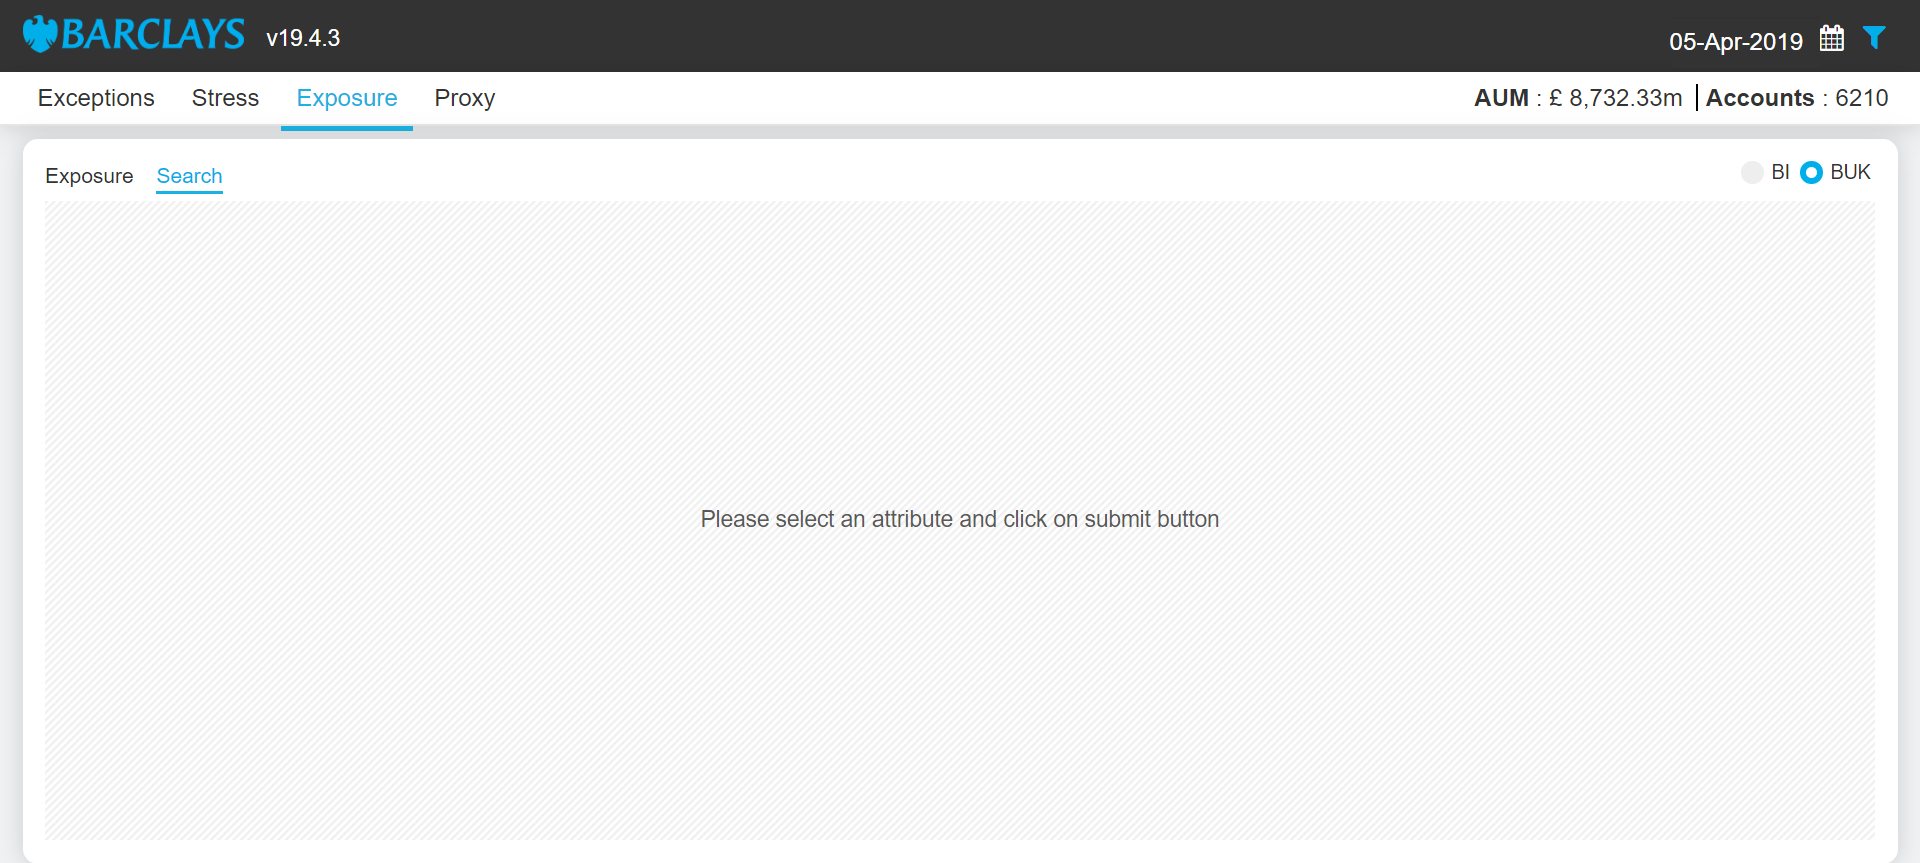 BARCLAYS v19.4.3
05-Apr-2019
Exceptions Stress Exposure Proxy
AUM : £ 8,732.33m | Accounts : 6210
Exposure Search
BI BUK
Please select an attribute and click on submit button